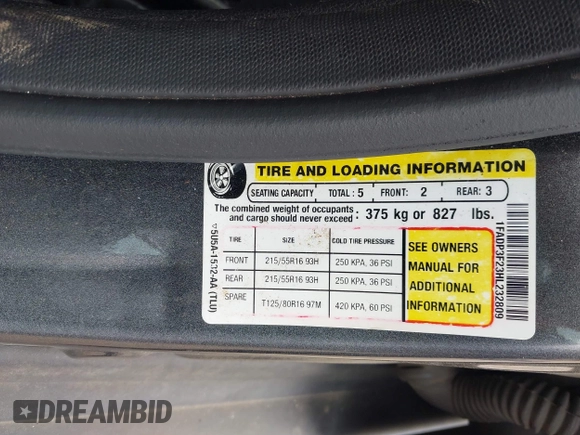 TIRE AND LOADING INFORMATION
SEATING CAPACITY TOTAL : 5 FRONT: 2 REAR: 3
The combined weight of occupants and cargo should never exceed : 375 kg or 827 lbs.
TIRE SIZE COLD TIRE PRESSURE
FRONT 215/55R16 93H 250 KPA, 36 PSI
REAR 215/55R16 93H 250 KPA, 36 PSI
SPARE T125/80R16 97M 420 KPA, 60 PSI
SEE OWNERS
MANUAL FOR
ADDITIONAL
INFORMATION
5U5A-1532-AA (TLU)
1FADP3F23HL232809
DREAMBID